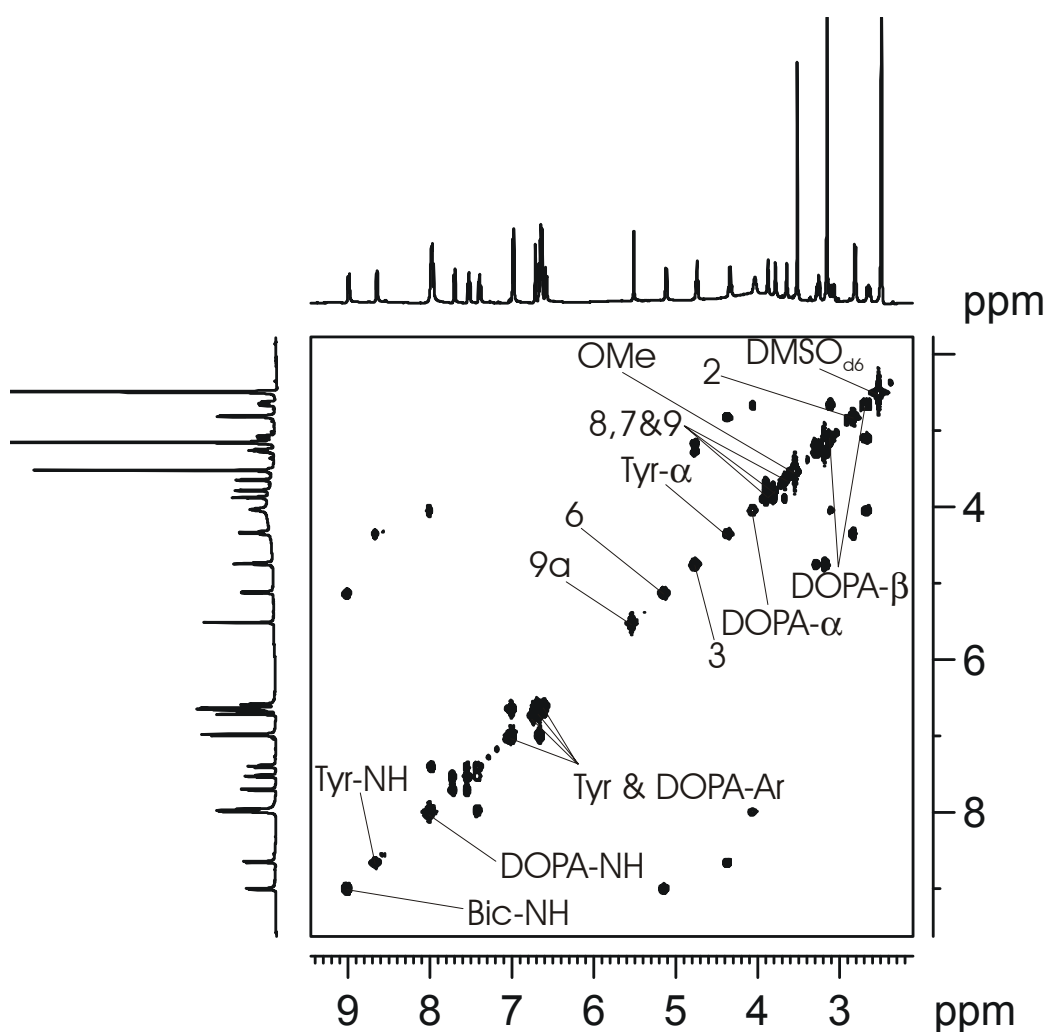 ppm
OMe
DMSOd6
2
8,7&9
Tyr-α
4
6
9a
DOPA-β
DOPA-α
3
6
Tyr-NH
Tyr & DOPA-Ar
8
DOPA-NH
Bic-NH
9 8 7 6 5 4 3 ppm